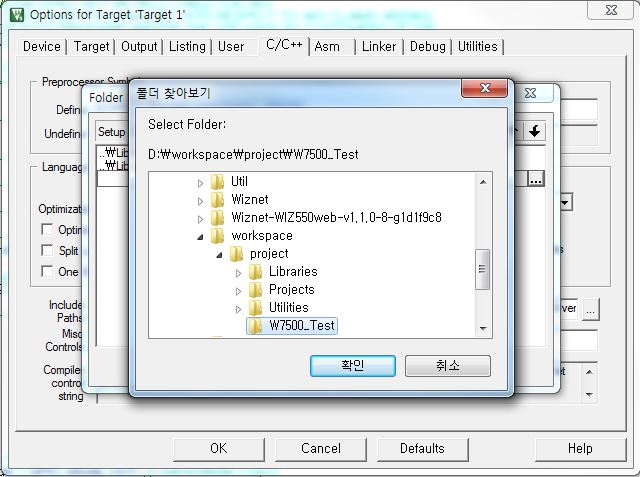 Options for Target 'Target 1'
Device Target Output Listing User C/C++ Asm Linker Debug Utilities
Preprocessor Symb
Folder
폴더 찾아보기
Define
Select Folder:
Undefine
Setup
D:\workspace\project\W7500_Test
..\Lib
..\Lib
...
Languag
Util
Wiznet
Optimizat
Wiznet-WIZ550web-v1.1.0-8-g1d1f9c8
Optim
workspace
Split
project
One
Libraries
Projects
Include
Paths
Utilities
ver ...
W7500_Test
Misc
Controls
확인 취소
Compile
control
string
et
OK Cancel Defaults Help